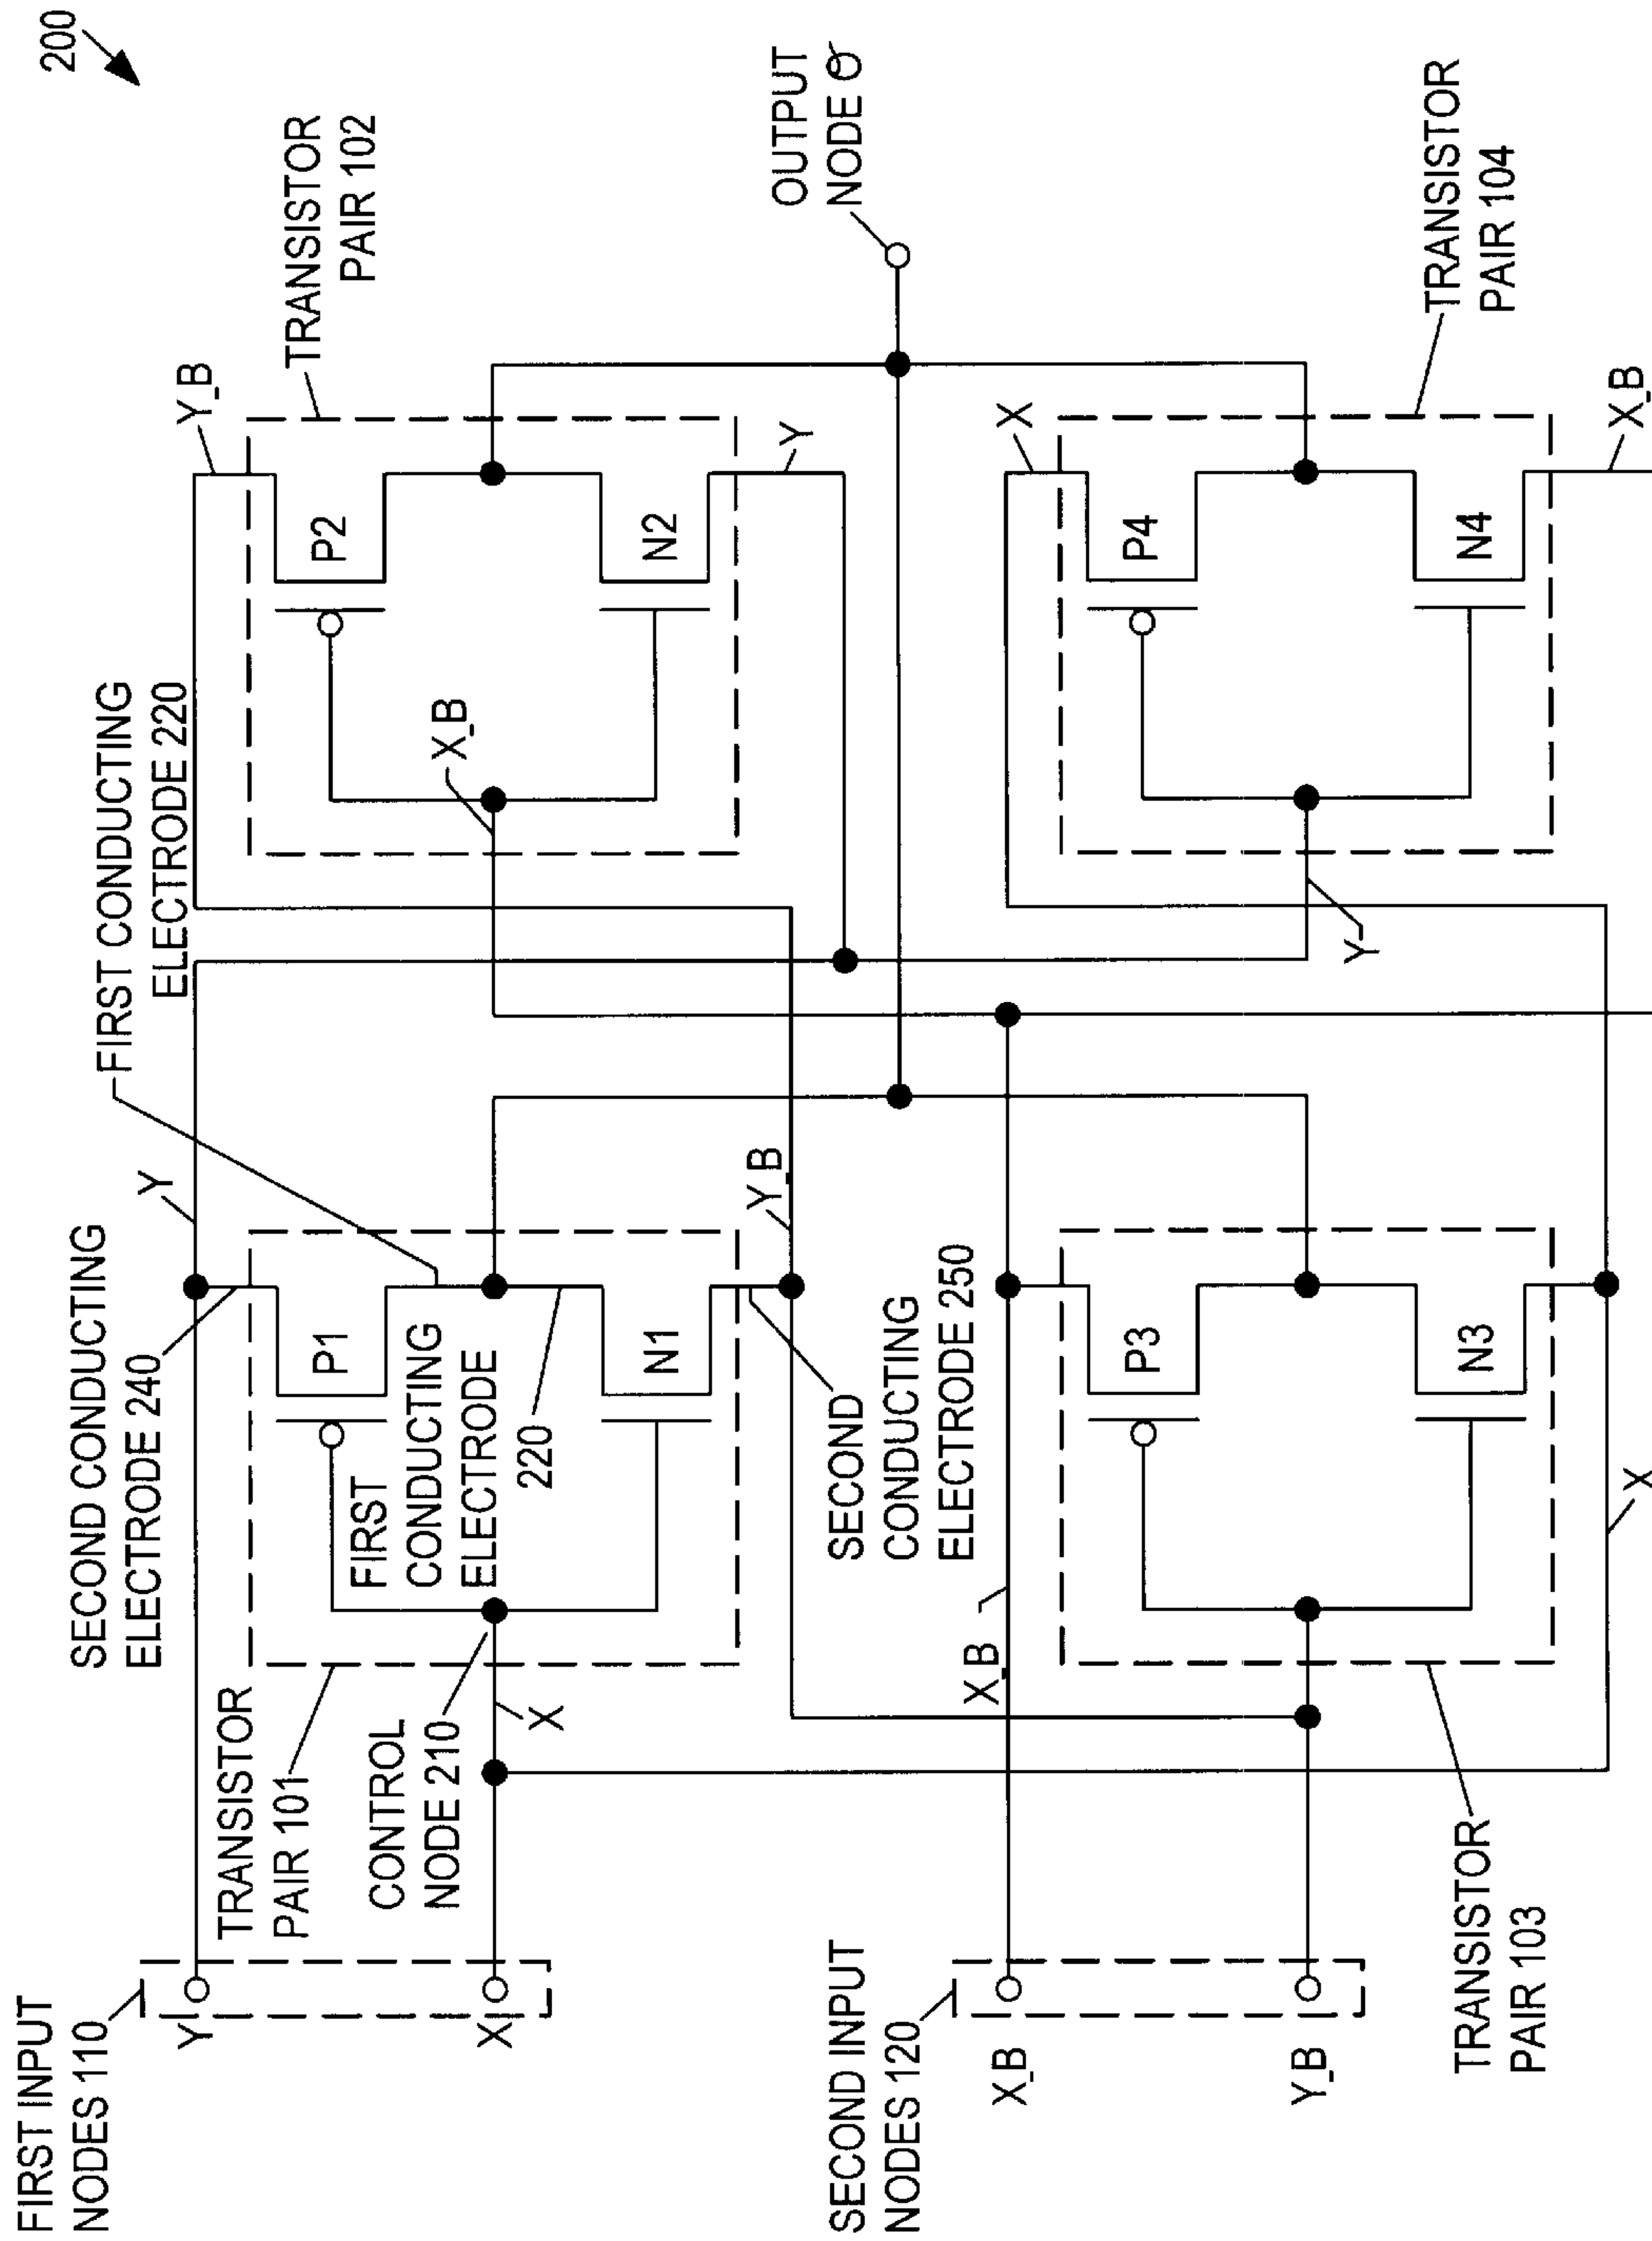 200
FIRST INPUT
NODES 110
SECOND CONDUCTING
ELECTRODE 240
FIRST CONDUCTING
ELECTRODE 220
Y
Y_B
Y
TRANSISTOR
PAIR 101
P1
TRANSISTOR
PAIR 102
P2
FIRST
CONDUCTING
ELECTRODE
220
CONTROL
NODE 210
X
X
X_B
N1
N2
Y_B
Y
OUTPUT
NODE O
SECOND
CONDUCTING
ELECTRODE 250
SECOND INPUT
NODES 120
X_B
X_B
X
P3
P4
Y_B
Y
TRANSISTOR
PAIR 103
N3
N4
TRANSISTOR
PAIR 104
X
X_B